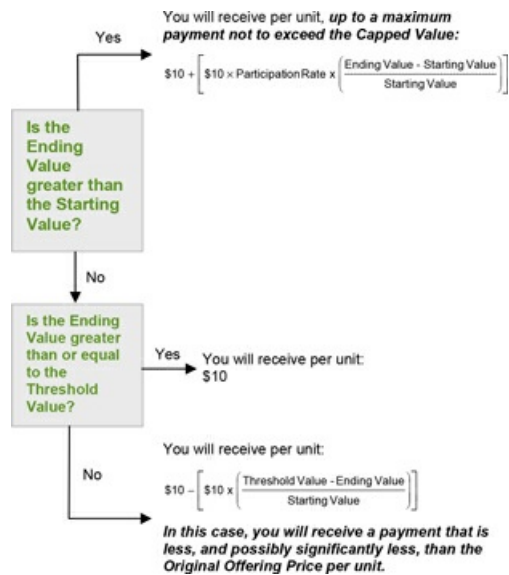 You will receive per unit, up to a maximum
payment not to exceed the Capped Value:
Yes
$10 + [ $10 × Participation Rate x ( Ending Value - Starting Value / Starting Value ) ]
Is the
Ending
Value
greater than
the Starting
Value?
No
Is the Ending
Value greater
than or equal
to the
Threshold
Value?
Yes
You will receive per unit:
$10
You will receive per unit:
No
$10 – [ $10 x ( Threshold Value - Ending Value / Starting Value ) ]
In this case, you will receive a payment that is
less, and possibly significantly less, than the
Original Offering Price per unit.